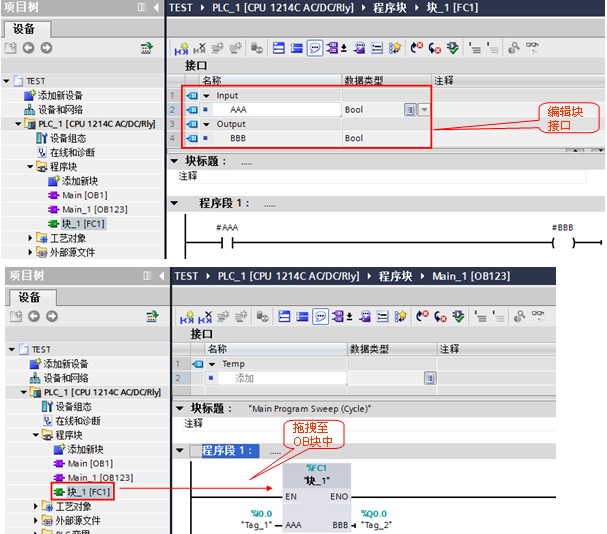 项目树
TEST ▸ PLC_1 [CPU 1214C AC/DC/Rly] ▸ 程序块 ▸ 块_1 [FC1]
设备
接口
名称 数据类型 注释
1 Input
2 AAA Bool
3 Output
4 BBB Bool
编辑块
接口
TEST
添加新设备
设备和网络
PLC_1 [CPU 1214C AC/DC/Rly]
设备组态
在线和诊断
程序块
添加新块
Main [OB1]
Main_1 [OB123]
块_1 [FC1]
工艺对象
外部源文件
块标题： .....
注释
程序段 1： .....
#AAA #BBB
项目树
TEST ▸ PLC_1 [CPU 1214C AC/DC/Rly] ▸ 程序块 ▸ Main_1 [OB123]
设备
接口
名称 数据类型 注释
1 Temp
2 添加
TEST
添加新设备
设备和网络
PLC_1 [CPU 1214C AC/DC/Rly]
设备组态
在线和诊断
程序块
添加新块
Main [OB1]
Main_1 [OB123]
块_1 [FC1]
工艺对象
外部源文件
块标题： "Main Program Sweep (Cycle)"
注释
程序段 1： .....
拖拽至
OB块中
%FC1
"块_1"
EN ENO
%I0.0 %Q0.0
"Tag_1" AAA BBB "Tag_2"